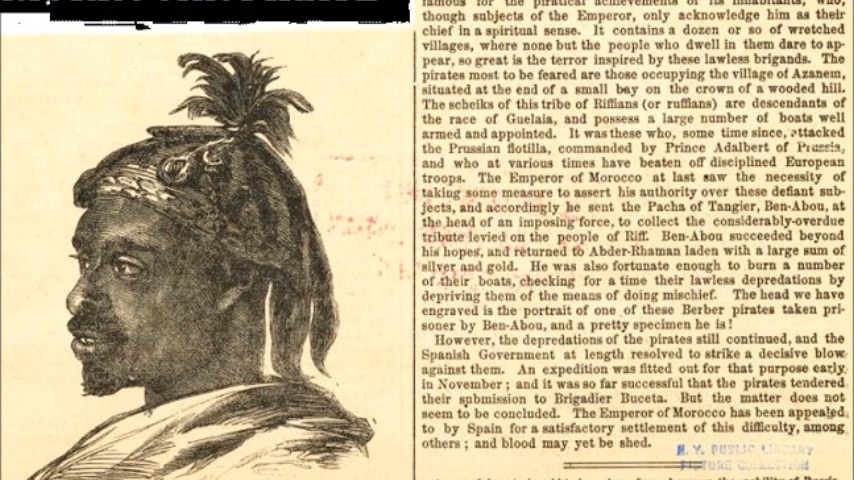 famous for the piratical achievements of its inhabitants, who,
though subjects of the Emperor, only acknowledge him as their
chief in a spiritual sense. It contains a dozen or so of wretched
villages, where none but the people who dwell in them dare to ap-
pear, so great is the terror inspired by these lawless brigands. The
pirates most to be feared are those occupying the village of Azanem,
situated at the end of a small bay on the crown of a wooded hill.
The scheiks of this tribe of Riffians (or ruffians) are descendants of
the race of Guelaia, and possess a large number of boats well
armed and appointed. It was these who, some time since, attacked
the Prussian flotilla, commanded by Prince Adalbert of Prussia,
and who at various times have beaten off disciplined European
troops. The Emperor of Morocco at last saw the necessity of
taking some measure to assert his authority over these defiant sub-
jects, and accordingly he sent the Pacha of Tangier, Ben-Abou, at
the head of an imposing force, to collect the considerably-overdue
tribute levied on the people of Riff. Ben-Abou succeeded beyond
his hopes, and returned to Abder-Rhaman laden with a large sum of
silver and gold. He was also fortunate enough to burn a number
of their boats, checking for a time their lawless depredations by
depriving them of the means of doing mischief. The head we have
engraved is the portrait of one of these Berber pirates taken pri-
soner by Ben-Abou, and a pretty specimen he is!
However, the depredations of the pirates still continued, and the
Spanish Government at length resolved to strike a decisive blow
against them. An expedition was fitted out for that purpose early
in November; and it was so far successful that the pirates tendered
their submission to Brigadier Buceta. But the matter does not
seem to be concluded. The Emperor of Morocco has been appealed
to by Spain for a satisfactory settlement of this difficulty, among
others; and blood may yet be shed.
N. Y. PUBLIC LIBRARY
PICTURE COLLECTION